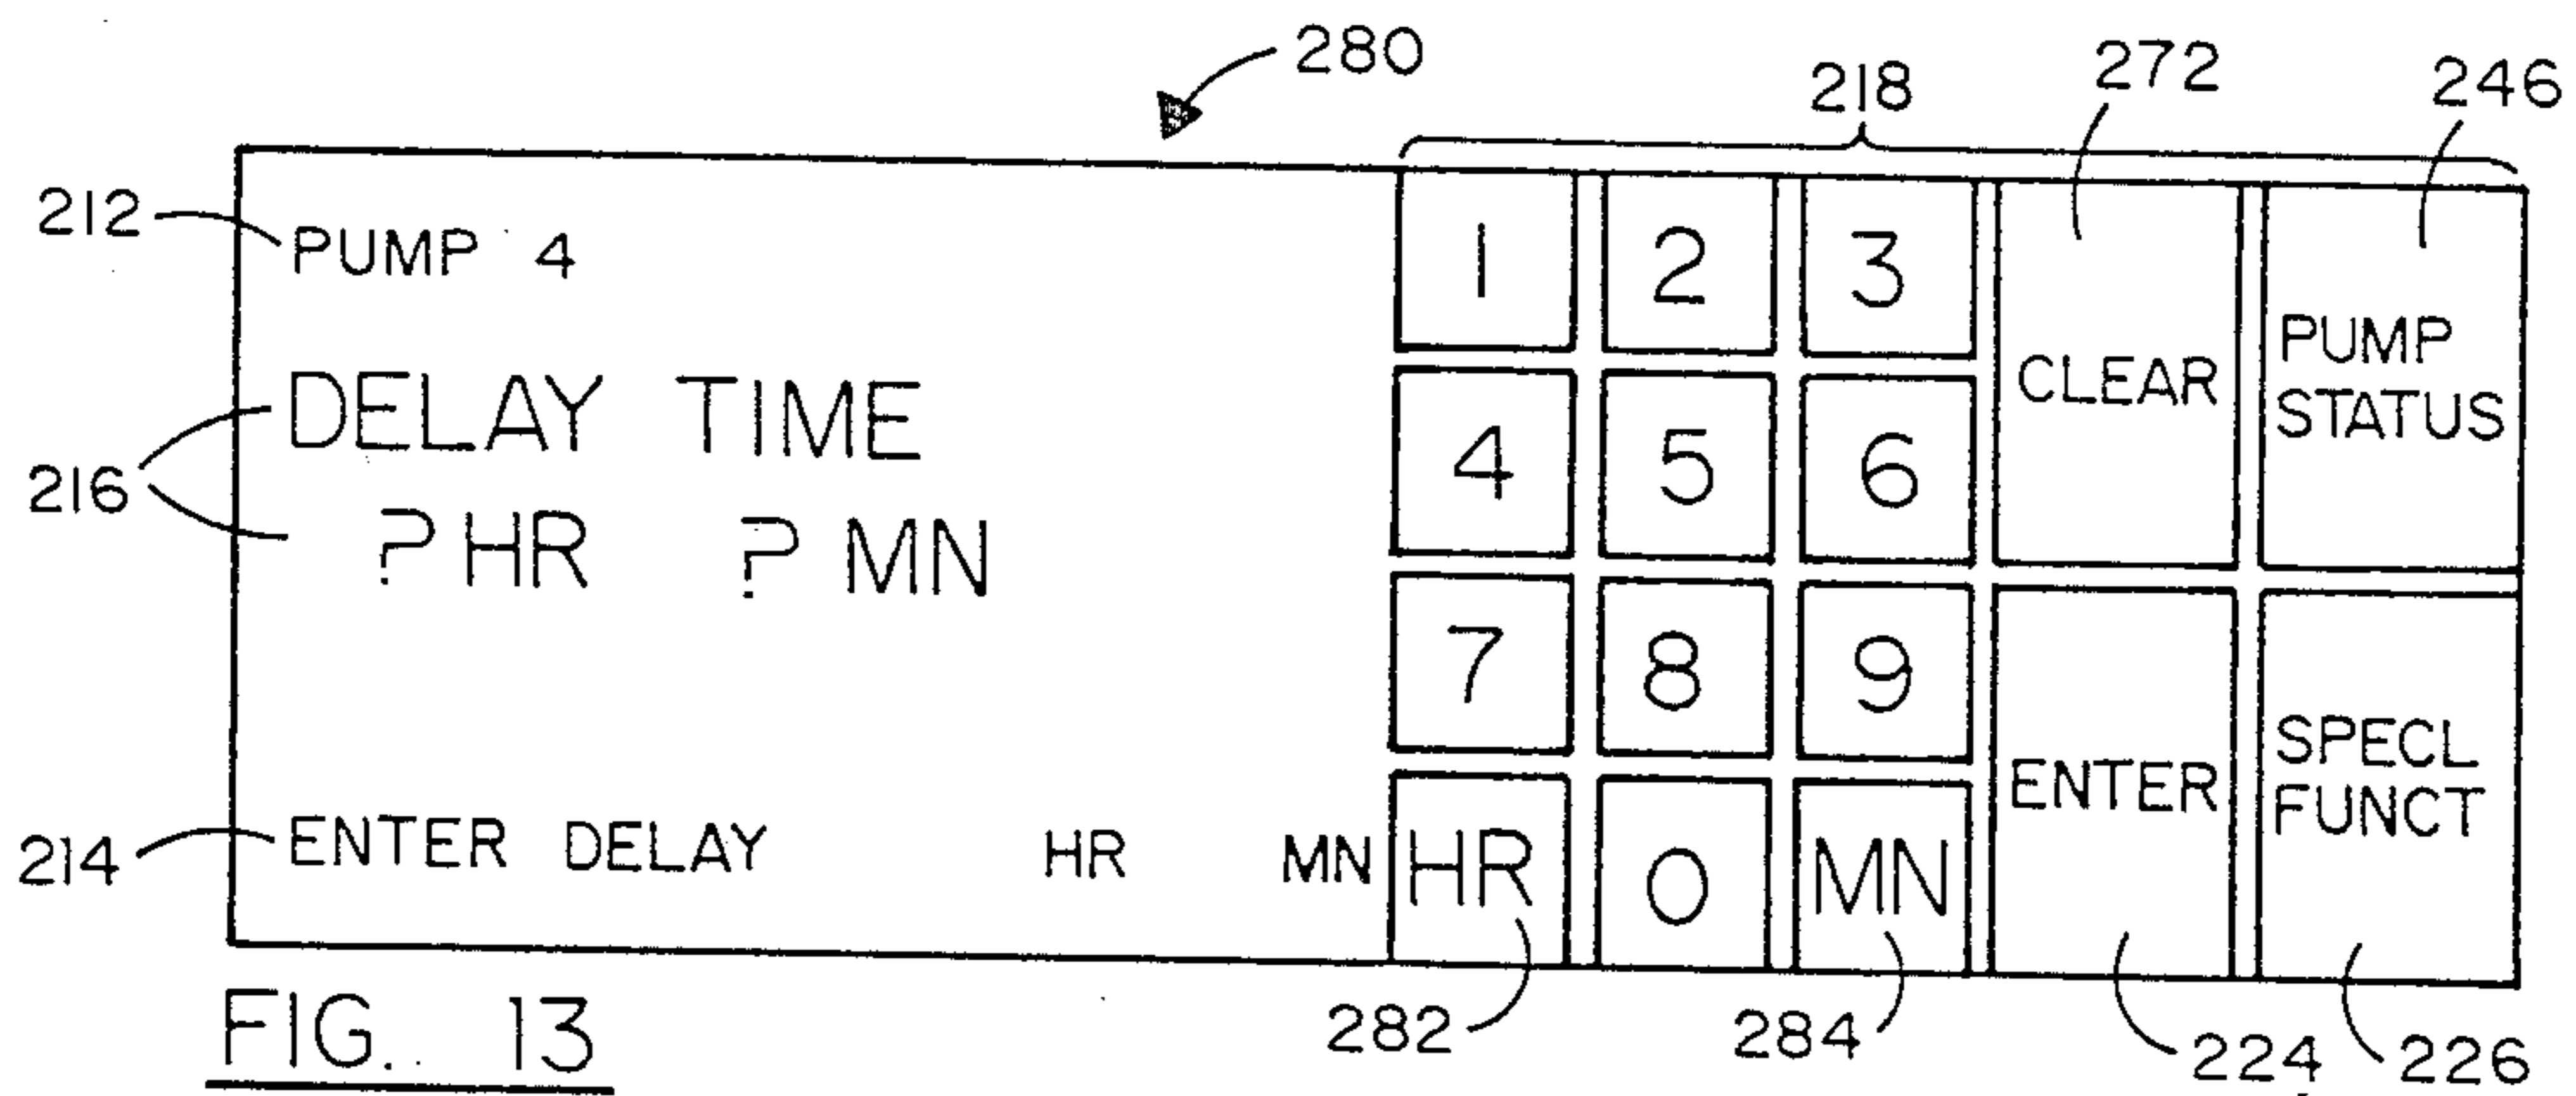 280
218
272
246
212
PUMP 4
1 2 3
CLEAR
PUMP
STATUS
216
DELAY TIME
? HR ? MN
4 5 6
7 8 9
ENTER
SPECL
FUNCT
214
ENTER DELAY HR MN
HR 0 MN
282
284
224
226
FIG. 13